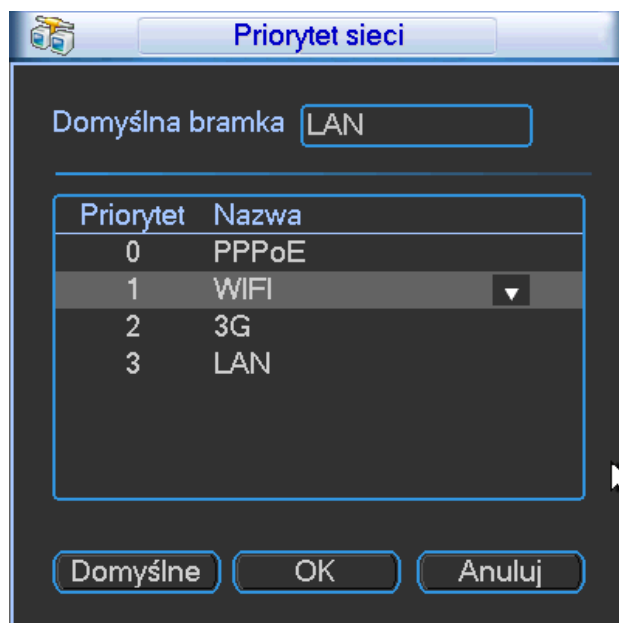 Priorytet sieci
Domyślna bramka LAN
Priorytet Nazwa
0 PPPoE
1 WIFI
2 3G
3 LAN
Domyślne OK Anuluj